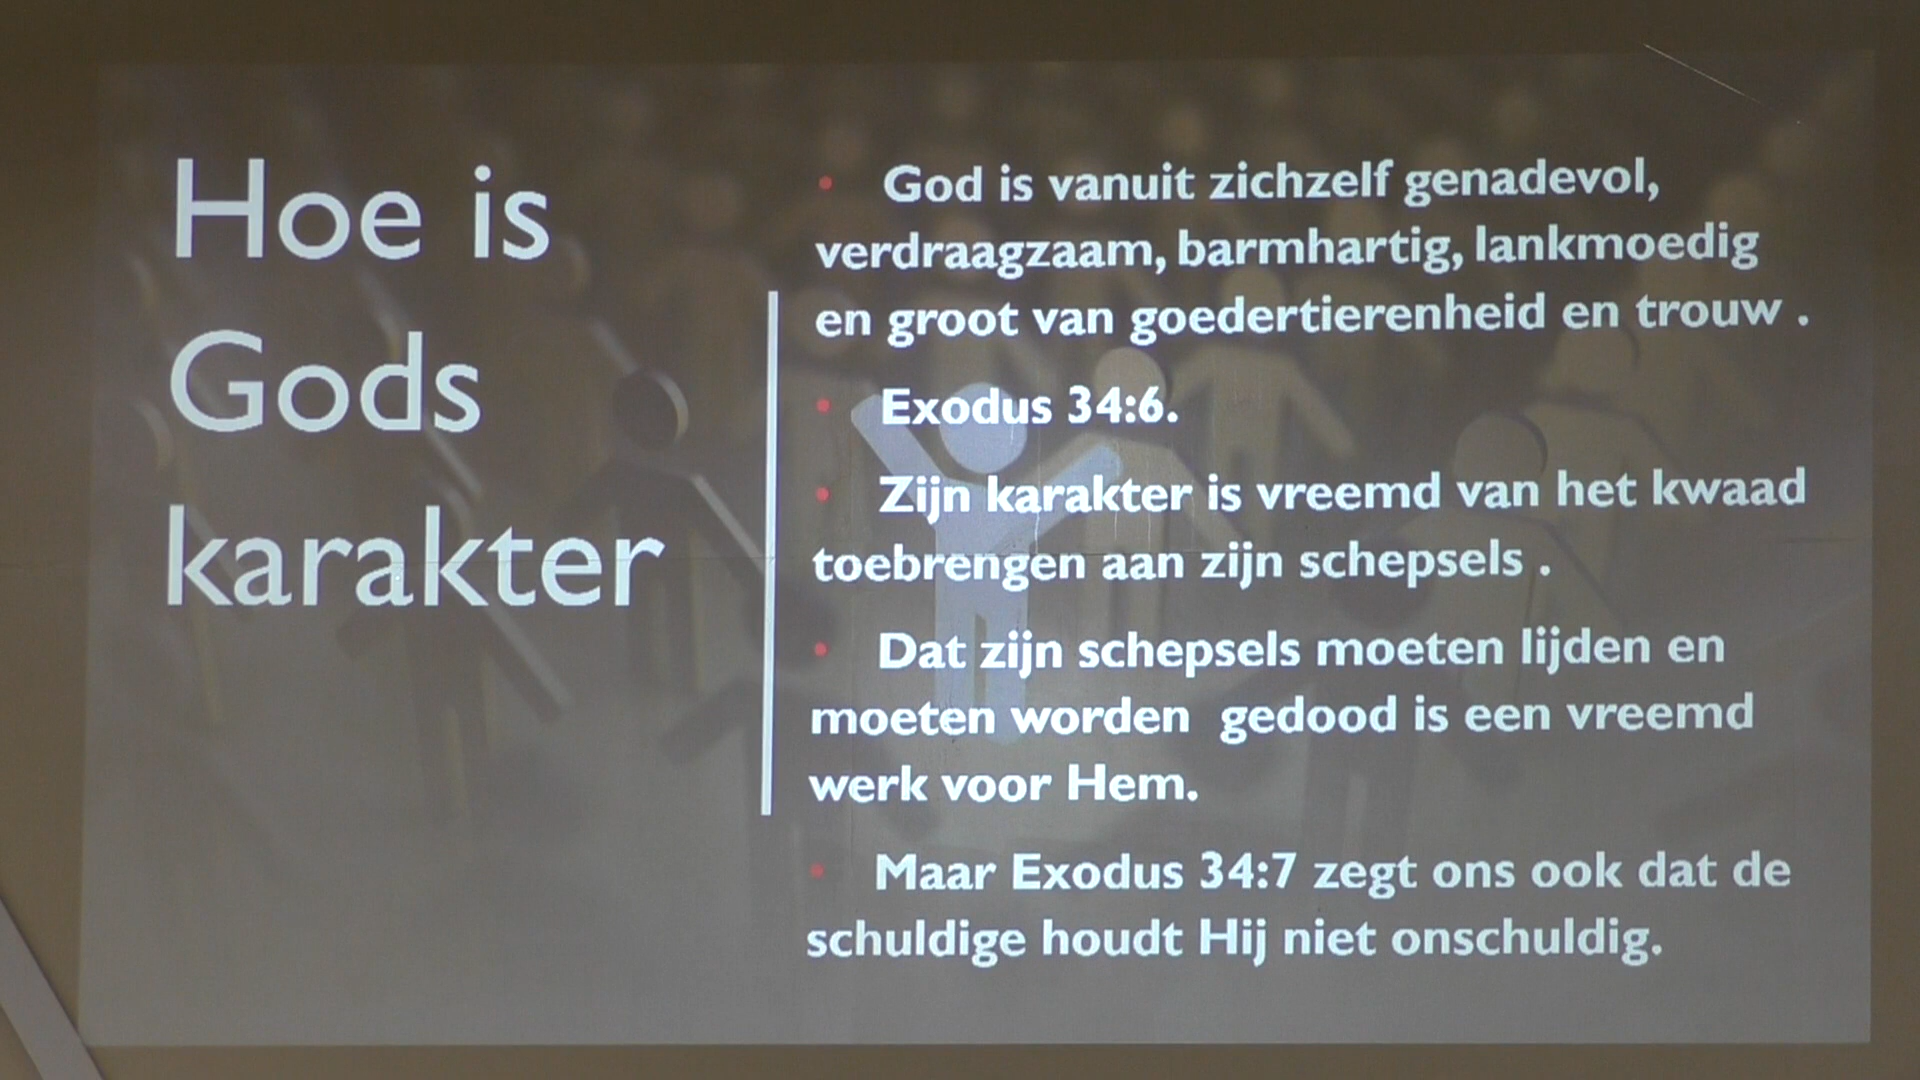 Hoe is
Gods
karakter
• God is vanuit zichzelf genadevol,
verdraagzaam, barmhartig, lankmoedig
en groot van goedertierenheid en trouw .
• Exodus 34:6.
• Zijn karakter is vreemd van het kwaad
toebrengen aan zijn schepsels .
• Dat zijn schepsels moeten lijden en
moeten worden  gedood is een vreemd
werk voor Hem.
• Maar Exodus 34:7 zegt ons ook dat de
schuldige houdt Hij niet onschuldig.